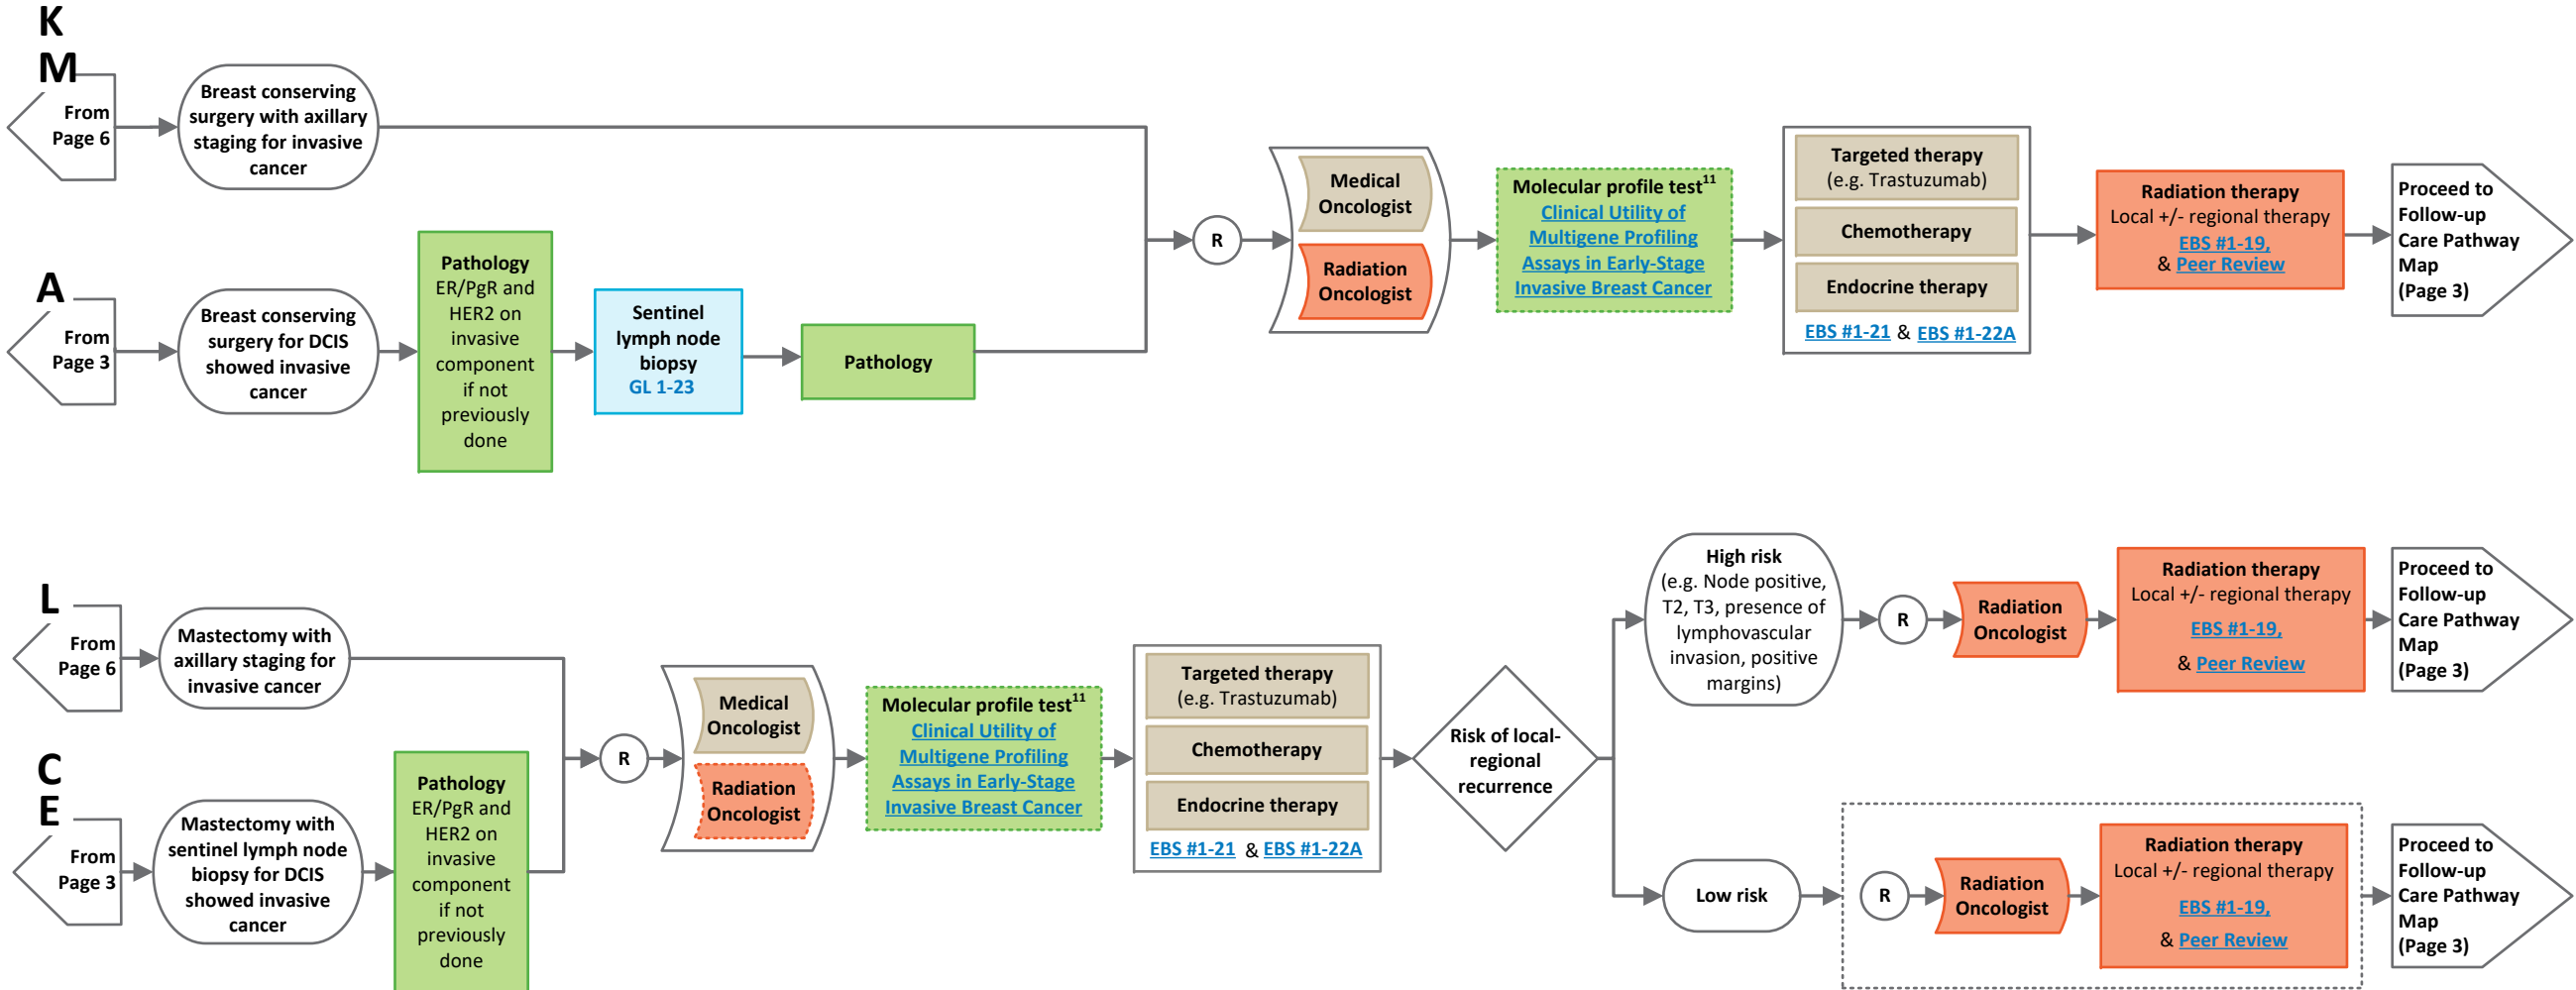 K
M
From
Page 6
Breast conserving
surgery with axillary
staging for invasive
cancer
A
From
Page 3
Breast conserving
surgery for DCIS
showed invasive
cancer
Pathology
ER/PgR and
HER2 on
invasive
component
if not
previously
done
Sentinel
lymph node
biopsy
GL 1-23
Pathology
R
Medical
Oncologist
Radiation
Oncologist
Molecular profile test11
Clinical Utility of
Multigene Profiling
Assays in Early-Stage
Invasive Breast Cancer
Targeted therapy
(e.g. Trastuzumab)
Chemotherapy
Endocrine therapy
EBS #1-21 & EBS #1-22A
Radiation therapy
Local +/- regional therapy
EBS #1-19,
& Peer Review
Proceed to
Follow-up
Care Pathway
Map
(Page 3)
L
From
Page 6
Mastectomy with
axillary staging for
invasive cancer
C
E
From
Page 3
Mastectomy with
sentinel lymph node
biopsy for DCIS
showed invasive
cancer
Pathology
ER/PgR and
HER2 on
invasive
component
if not
previously
done
R
Medical
Oncologist
Radiation
Oncologist
Molecular profile test11
Clinical Utility of
Multigene Profiling
Assays in Early-Stage
Invasive Breast Cancer
Targeted therapy
(e.g. Trastuzumab)
Chemotherapy
Endocrine therapy
EBS #1-21 & EBS #1-22A
Risk of local-
regional
recurrence
High risk
(e.g. Node positive,
T2, T3, presence of
lymphovascular
invasion, positive
margins)
R
Radiation
Oncologist
Radiation therapy
Local +/- regional therapy
EBS #1-19,
& Peer Review
Proceed to
Follow-up
Care Pathway
Map
(Page 3)
Low risk
R
Radiation
Oncologist
Radiation therapy
Local +/- regional therapy
EBS #1-19,
& Peer Review
Proceed to
Follow-up
Care Pathway
Map
(Page 3)